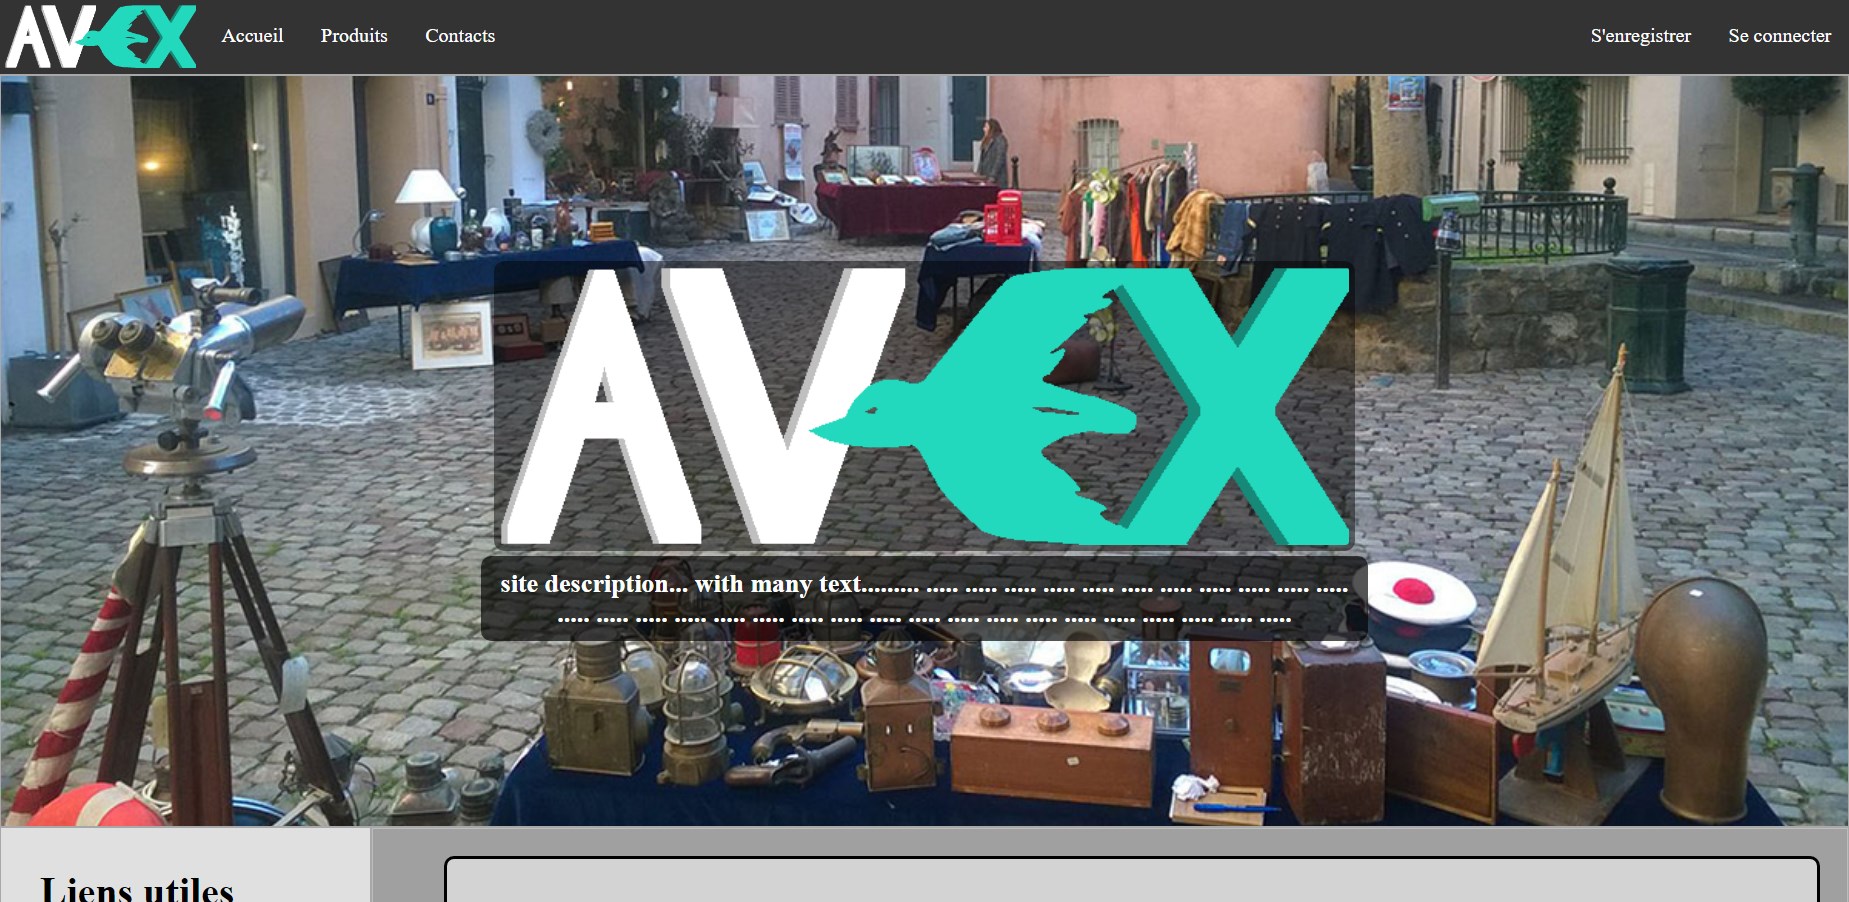 AVEX
Accueil
Produits
Contacts
S'enregistrer
Se connecter
AVEX
site description... with many text......... ..... ..... ..... ..... ..... ..... ..... ..... ..... ..... .....
..... ..... ..... ..... ..... ..... ..... ..... ..... ..... ..... ..... ..... ..... ..... ..... ..... ..... .....
Liens utiles